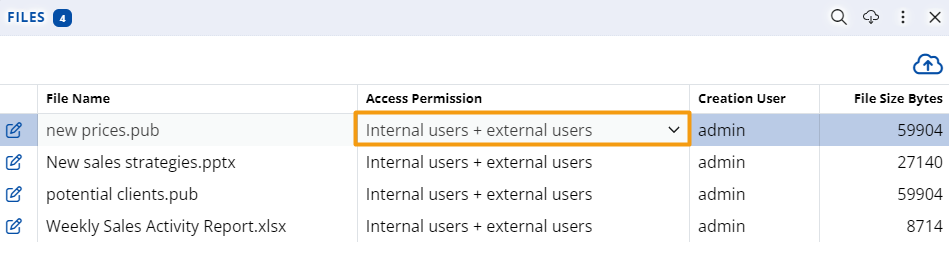 FILES 4
File Name Access Permission Creation User File Size Bytes
new prices.pub Internal users + external users admin 59904
New sales strategies.pptx Internal users + external users admin 27140
potential clients.pub Internal users + external users admin 59904
Weekly Sales Activity Report.xlsx Internal users + external users admin 8714